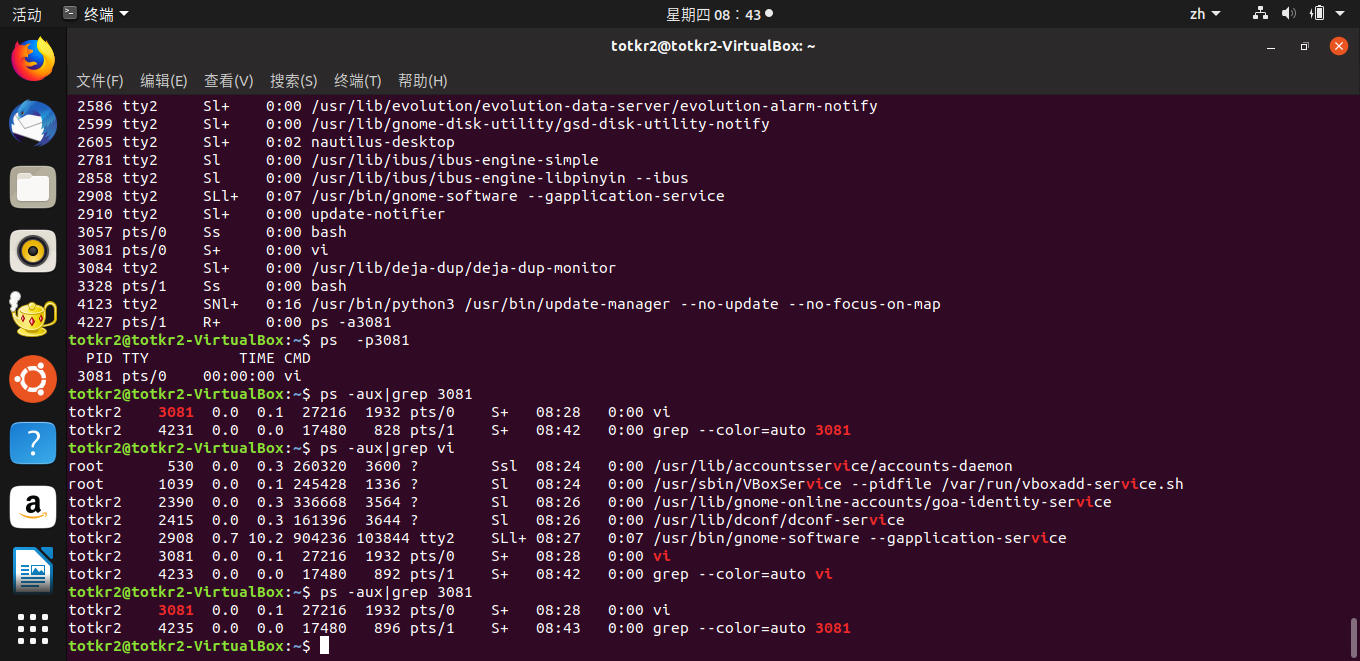 活动 终端 星期四 08：43 zh
totkr2@totkr2-VirtualBox: ~
文件(F) 编辑(E) 查看(V) 搜索(S) 终端(T) 帮助(H)
2586 tty2 Sl+ 0:00 /usr/lib/evolution/evolution-data-server/evolution-alarm-notify
2599 tty2 Sl+ 0:00 /usr/lib/gnome-disk-utility/gsd-disk-utility-notify
2605 tty2 Sl+ 0:02 nautilus-desktop
2781 tty2 Sl 0:00 /usr/lib/ibus/ibus-engine-simple
2858 tty2 Sl 0:00 /usr/lib/ibus/ibus-engine-libpinyin --ibus
2908 tty2 SLl+ 0:07 /usr/bin/gnome-software --gapplication-service
2910 tty2 Sl+ 0:00 update-notifier
3057 pts/0 Ss 0:00 bash
3081 pts/0 S+ 0:00 vi
3084 tty2 Sl+ 0:00 /usr/lib/deja-dup/deja-dup-monitor
3328 pts/1 Ss 0:00 bash
4123 tty2 SNl+ 0:16 /usr/bin/python3 /usr/bin/update-manager --no-update --no-focus-on-map
4227 pts/1 R+ 0:00 ps -a3081
totkr2@totkr2-VirtualBox:~$ ps  -p3081
PID TTY TIME CMD
3081 pts/0 00:00:00 vi
totkr2@totkr2-VirtualBox:~$ ps -aux|grep 3081
totkr2 3081 0.0 0.1 27216 1932 pts/0 S+ 08:28 0:00 vi
totkr2 4231 0.0 0.0 17480 828 pts/1 S+ 08:42 0:00 grep --color=auto 3081
totkr2@totkr2-VirtualBox:~$ ps -aux|grep vi
root 530 0.0 0.3 260320 3600 ? Ssl 08:24 0:00 /usr/lib/accountsservice/accounts-daemon
root 1039 0.0 0.1 245428 1336 ? Sl 08:24 0:00 /usr/sbin/VBoxService --pidfile /var/run/vboxadd-service.sh
totkr2 2390 0.0 0.3 336668 3564 ? Sl 08:26 0:00 /usr/lib/gnome-online-accounts/goa-identity-service
totkr2 2415 0.0 0.3 161396 3644 ? Sl 08:26 0:00 /usr/lib/dconf/dconf-service
totkr2 2908 0.7 10.2 904236 103844 tty2 SLl+ 08:27 0:07 /usr/bin/gnome-software --gapplication-service
totkr2 3081 0.0 0.1 27216 1932 pts/0 S+ 08:28 0:00 vi
totkr2 4233 0.0 0.0 17480 892 pts/1 S+ 08:42 0:00 grep --color=auto vi
totkr2@totkr2-VirtualBox:~$ ps -aux|grep 3081
totkr2 3081 0.0 0.1 27216 1932 pts/0 S+ 08:28 0:00 vi
totkr2 4235 0.0 0.0 17480 896 pts/1 S+ 08:43 0:00 grep --color=auto 3081
totkr2@totkr2-VirtualBox:~$